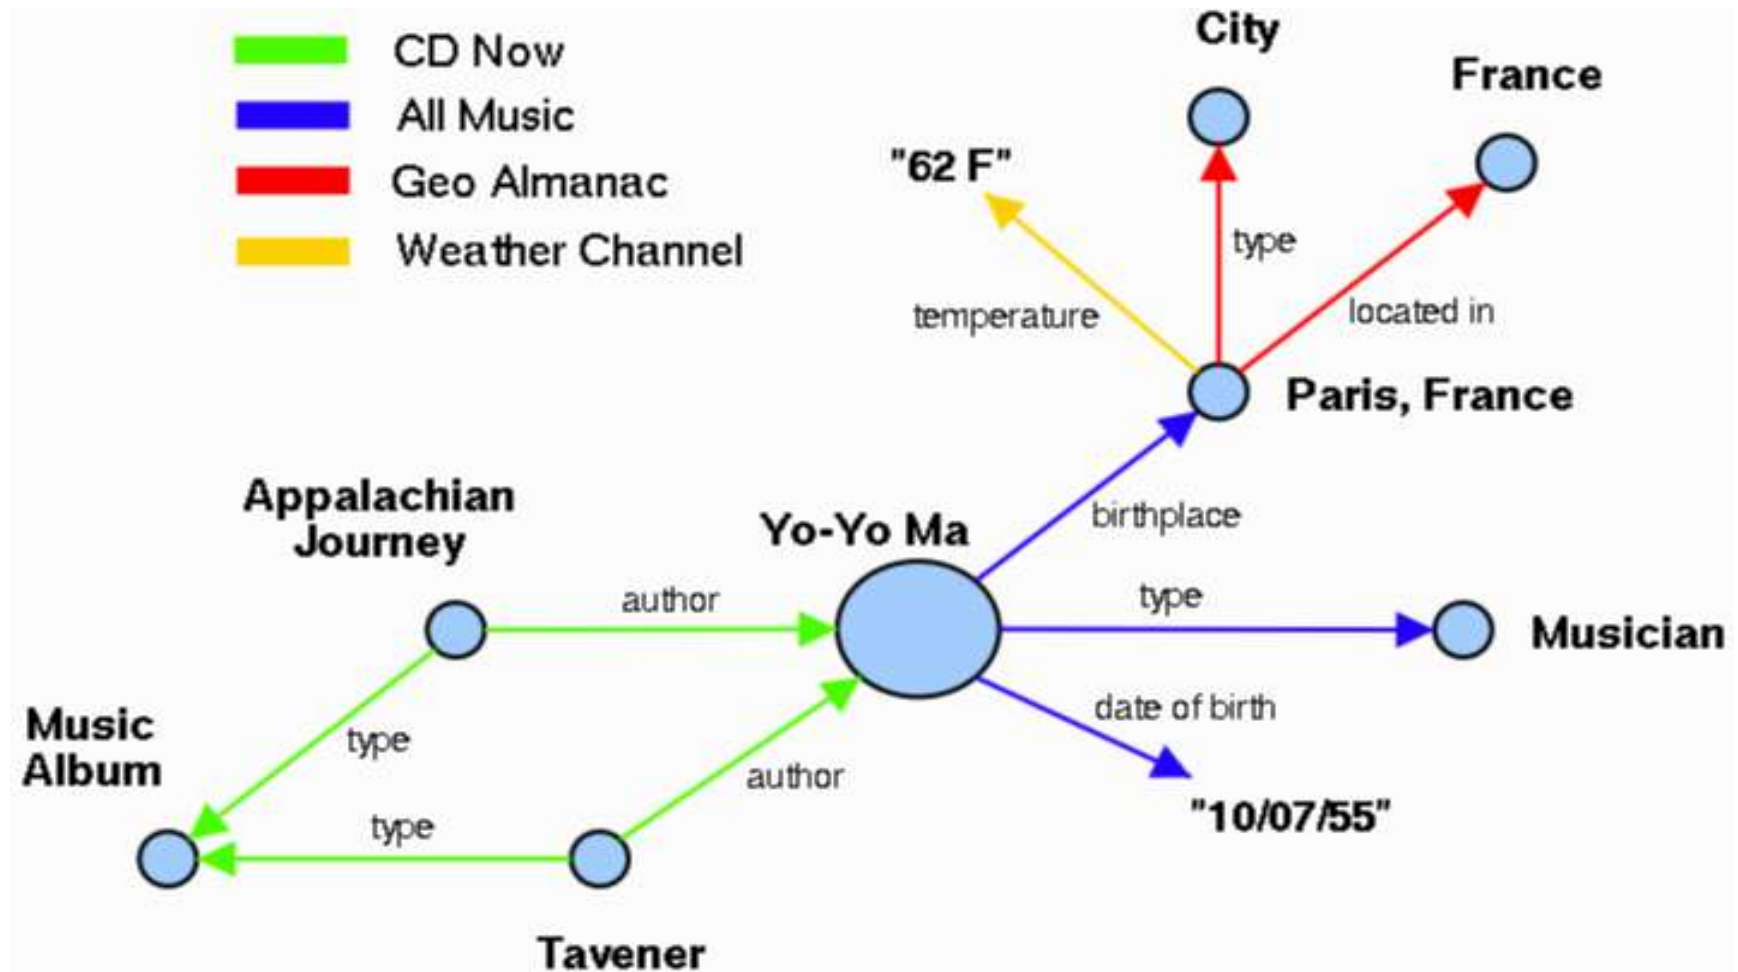 CD Now
All Music
Geo Almanac
Weather Channel
City
France
"62 F"
type
temperature
located in
Paris, France
Appalachian
Journey
Yo-Yo Ma
birthplace
author
type
Musician
Music
Album
type
date of birth
author
"10/07/55"
type
Tavener